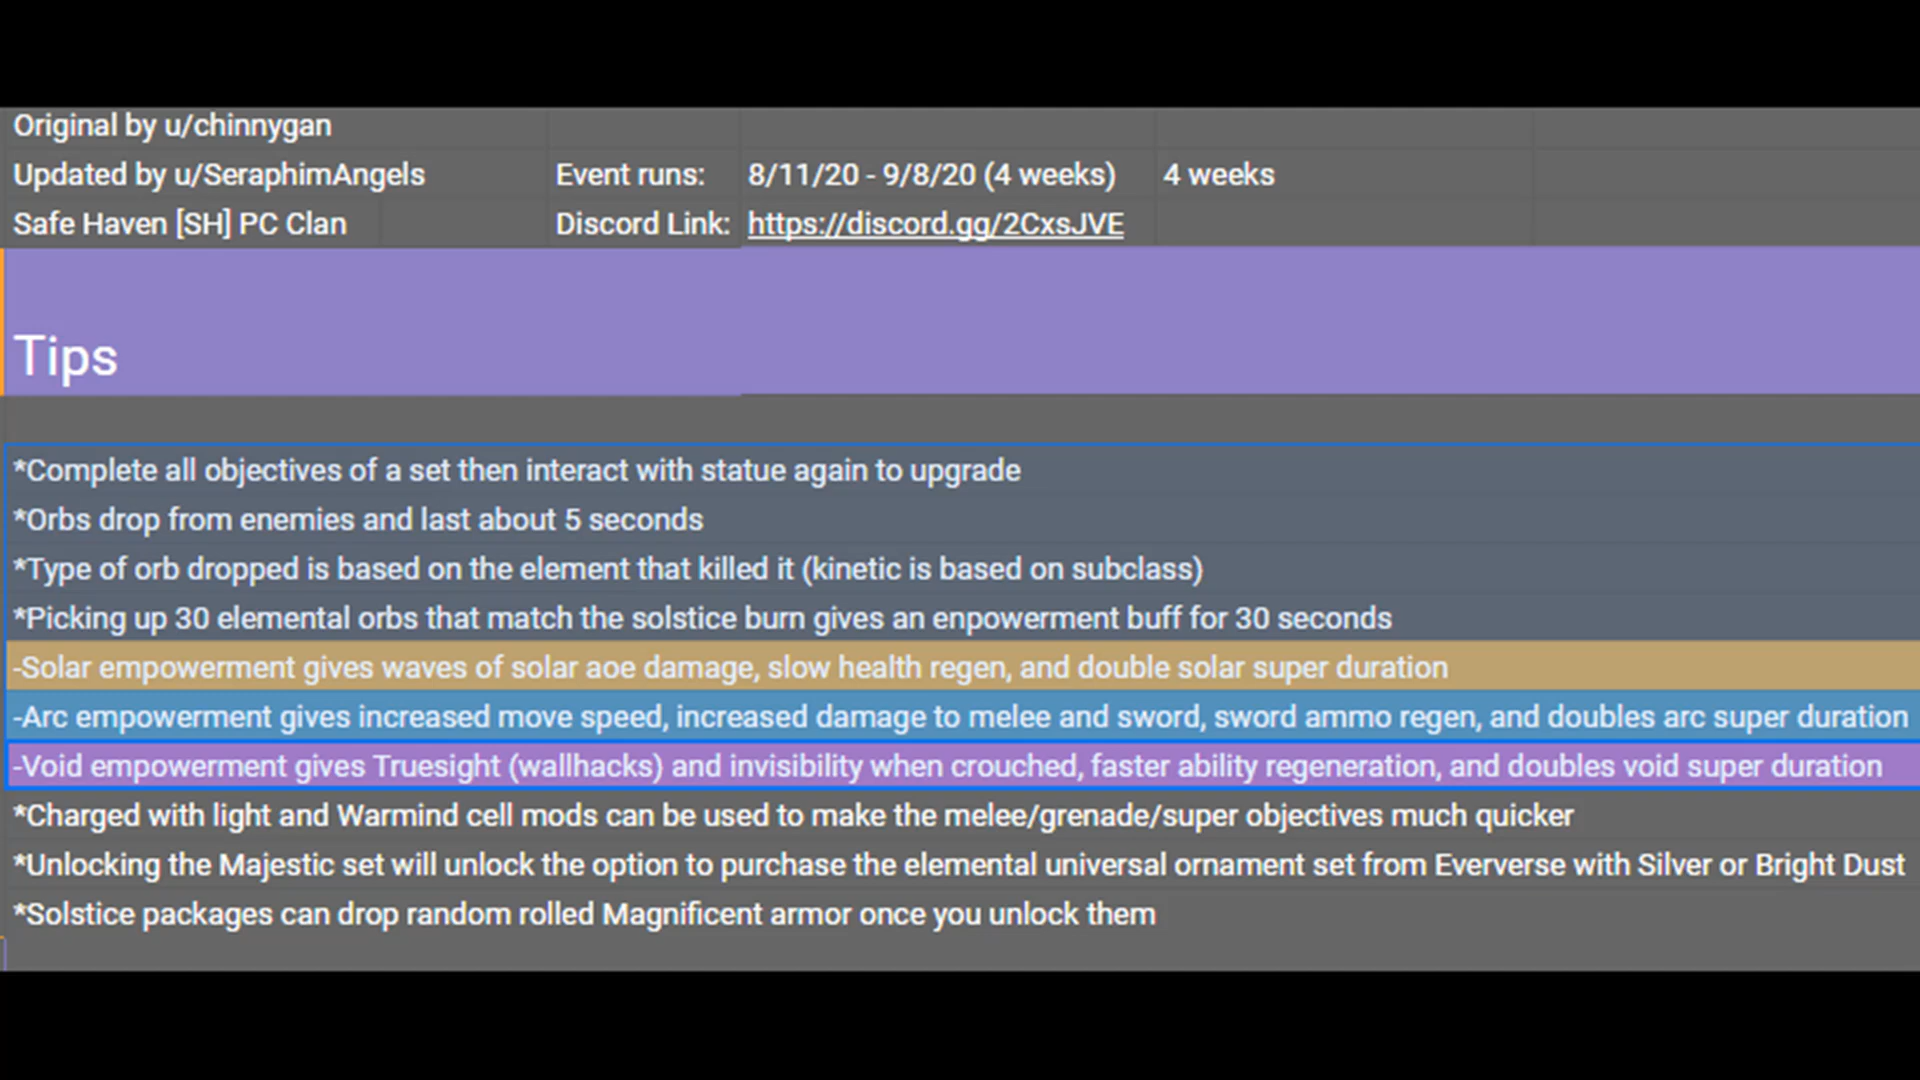 Original by u/chinnygan
Updated by u/SeraphimAngels Event runs: 8/11/20 - 9/8/20 (4 weeks) 4 weeks
Safe Haven [SH] PC Clan Discord Link: https://discord.gg/2CxsJVE
Tips
*Complete all objectives of a set then interact with statue again to upgrade
*Orbs drop from enemies and last about 5 seconds
*Type of orb dropped is based on the element that killed it (kinetic is based on subclass)
*Picking up 30 elemental orbs that match the solstice burn gives an enpowerment buff for 30 seconds
-Solar empowerment gives waves of solar aoe damage, slow health regen, and double solar super duration
-Arc empowerment gives increased move speed, increased damage to melee and sword, sword ammo regen, and doubles arc super duration
-Void empowerment gives Truesight (wallhacks) and invisibility when crouched, faster ability regeneration, and doubles void super duration
*Charged with light and Warmind cell mods can be used to make the melee/grenade/super objectives much quicker
*Unlocking the Majestic set will unlock the option to purchase the elemental universal ornament set from Eververse with Silver or Bright Dust
*Solstice packages can drop random rolled Magnificent armor once you unlock them